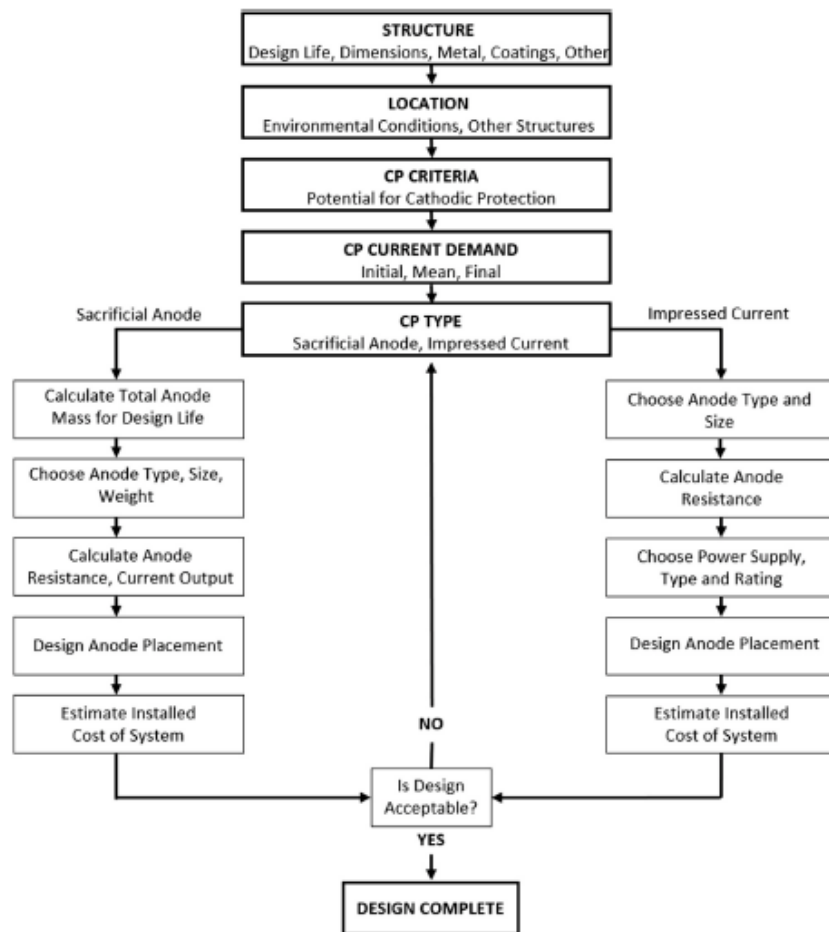 STRUCTURE
Design Life, Dimensions, Metal, Coatings, Other
LOCATION
Environmental Conditions, Other Structures
CP CRITERIA
Potential for Cathodic Protection
CP CURRENT DEMAND
Initial, Mean, Final
CP TYPE
Sacrificial Anode, Impressed Current
Sacrificial Anode
Calculate Total Anode
Mass for Design Life
Choose Anode Type, Size,
Weight
Calculate Anode
Resistance, Current Output
Design Anode Placement
Estimate Installed
Cost of System
Impressed Current
Choose Anode Type and
Size
Calculate Anode
Resistance
Choose Power Supply,
Type and Rating
Design Anode Placement
Estimate Installed
Cost of System
NO
Is Design
Acceptable?
YES
DESIGN COMPLETE